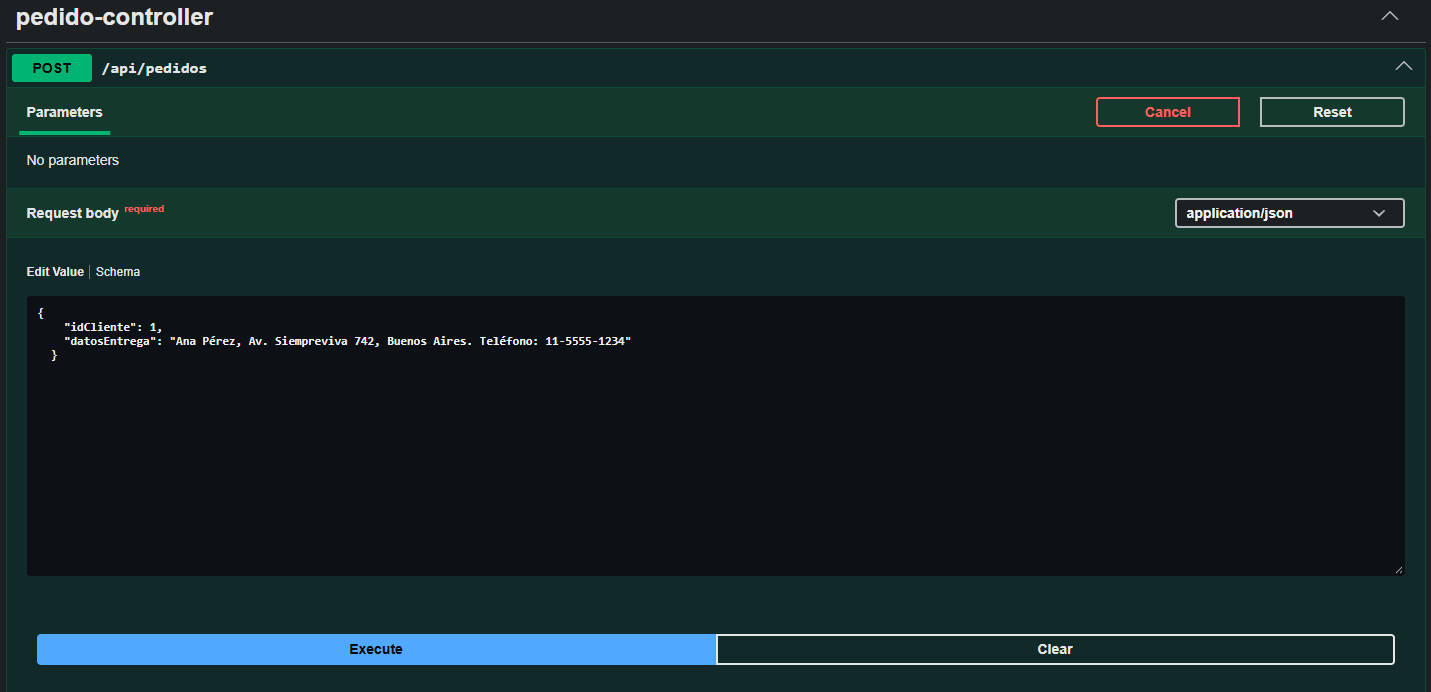 pedido-controller
POST /api/pedidos
Parameters
Cancel
Reset
No parameters
Request body required
application/json
Edit Value | Schema
{
    "idCliente": 1,
    "datosEntrega": "Ana Pérez, Av. Siempreviva 742, Buenos Aires. Teléfono: 11-5555-1234"
  }
Execute
Clear